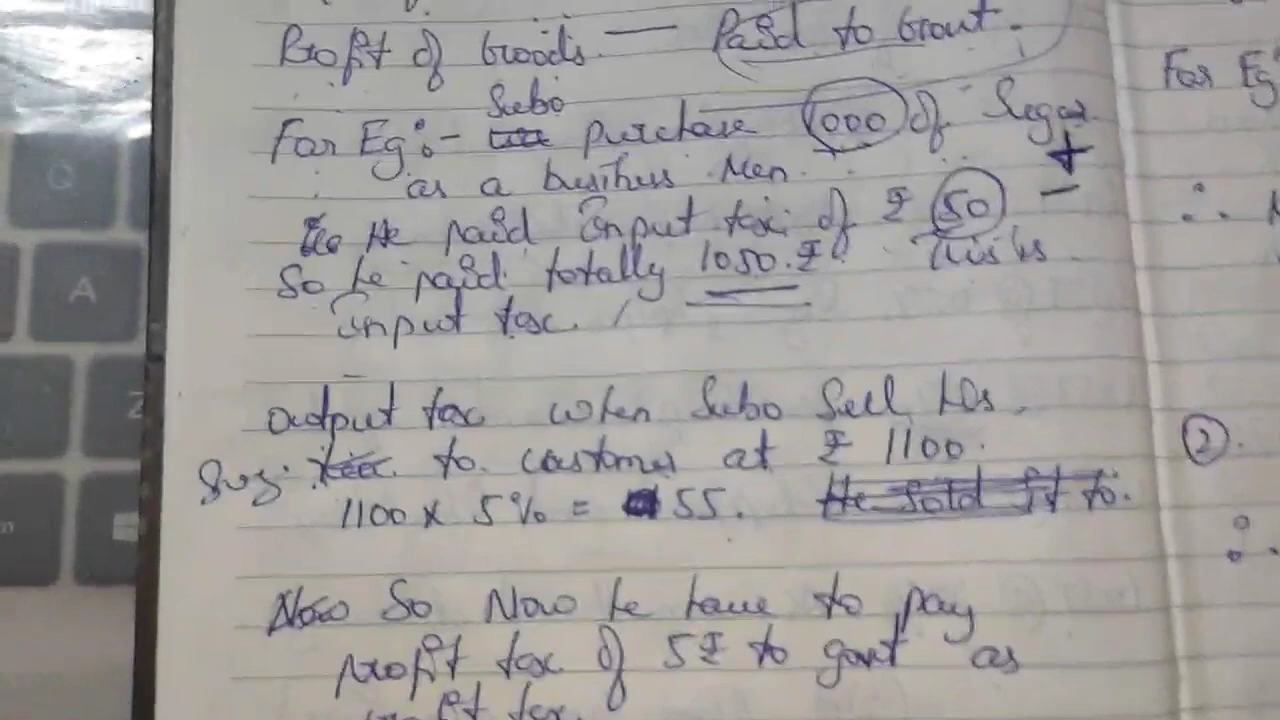 Profit of Goods — Paid to Govt.
For Eg
Subo
For Eg:- purchase 1000 of Sugar
as a business Men.
He paid input tax of ₹ 50
This is
So he paid totally 1050.₹
input tax.
Output tax when Subo Sell his
Sug. to customer at ₹ 1100.
1100 x 5% = 55. He sold it to.
2.
Now So Now he have to pay
profit tax of 5₹ to govt as
tax.
Q
A
Z